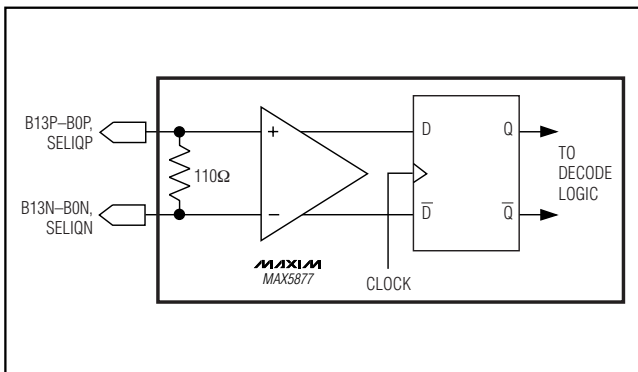 B13P–B0P,
SELIQP
B13N–B0N,
SELIQN
110Ω
+
−
MAXIM
MAX5877
D
Q
D̅
Q̅
CLOCK
TO
DECODE
LOGIC